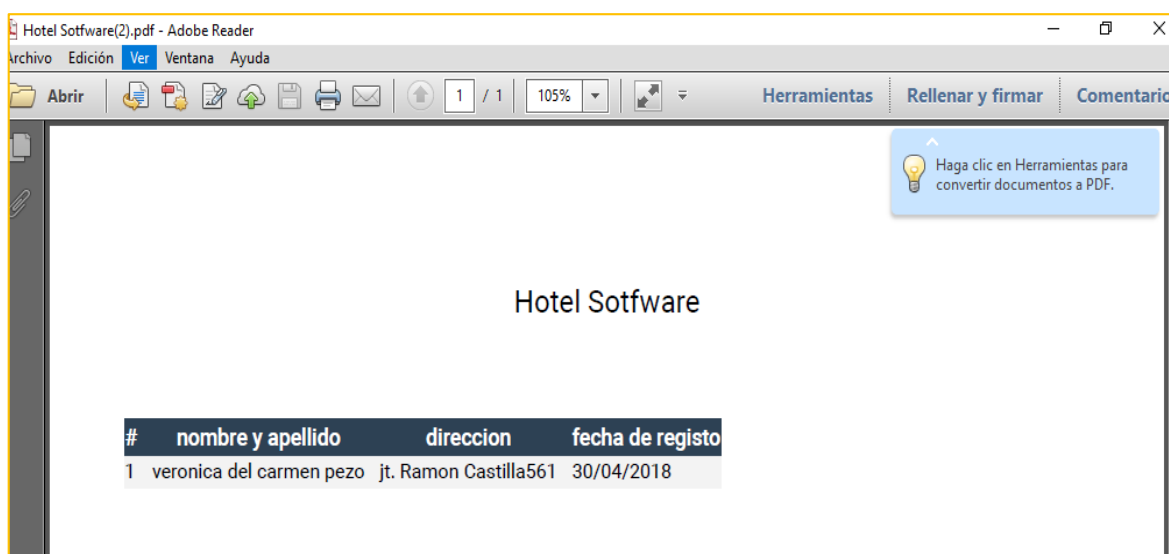 Hotel Sotfware(2).pdf - Adobe Reader
Archivo Edición Ver Ventana Ayuda
Abrir 1 / 1 105% Herramientas Rellenar y firmar Comentario
Haga clic en Herramientas para
convertir documentos a PDF.
Hotel Sotfware
# nombre y apellido direccion fecha de registo
1 veronica del carmen pezo jt. Ramon Castilla561 30/04/2018